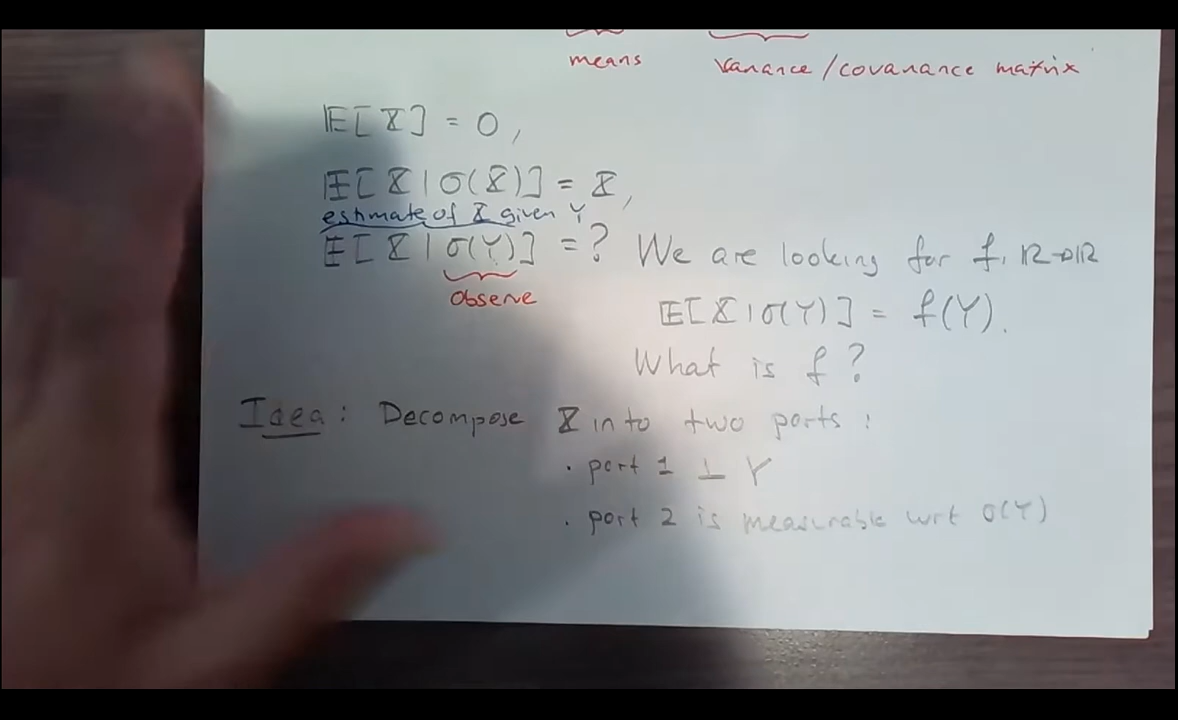 means variance/covariance matrix
E[X] = 0,
E[X|σ(X)] = X,
estimate of X given Y
E[X|σ(Y)] = ? We are looking for f: R→R
observe
E[X|σ(Y)] = f(Y).
What is f?
Idea: Decompose X into two parts:
· part 1 ⊥ Y
· part 2 is measurable wrt σ(Y)